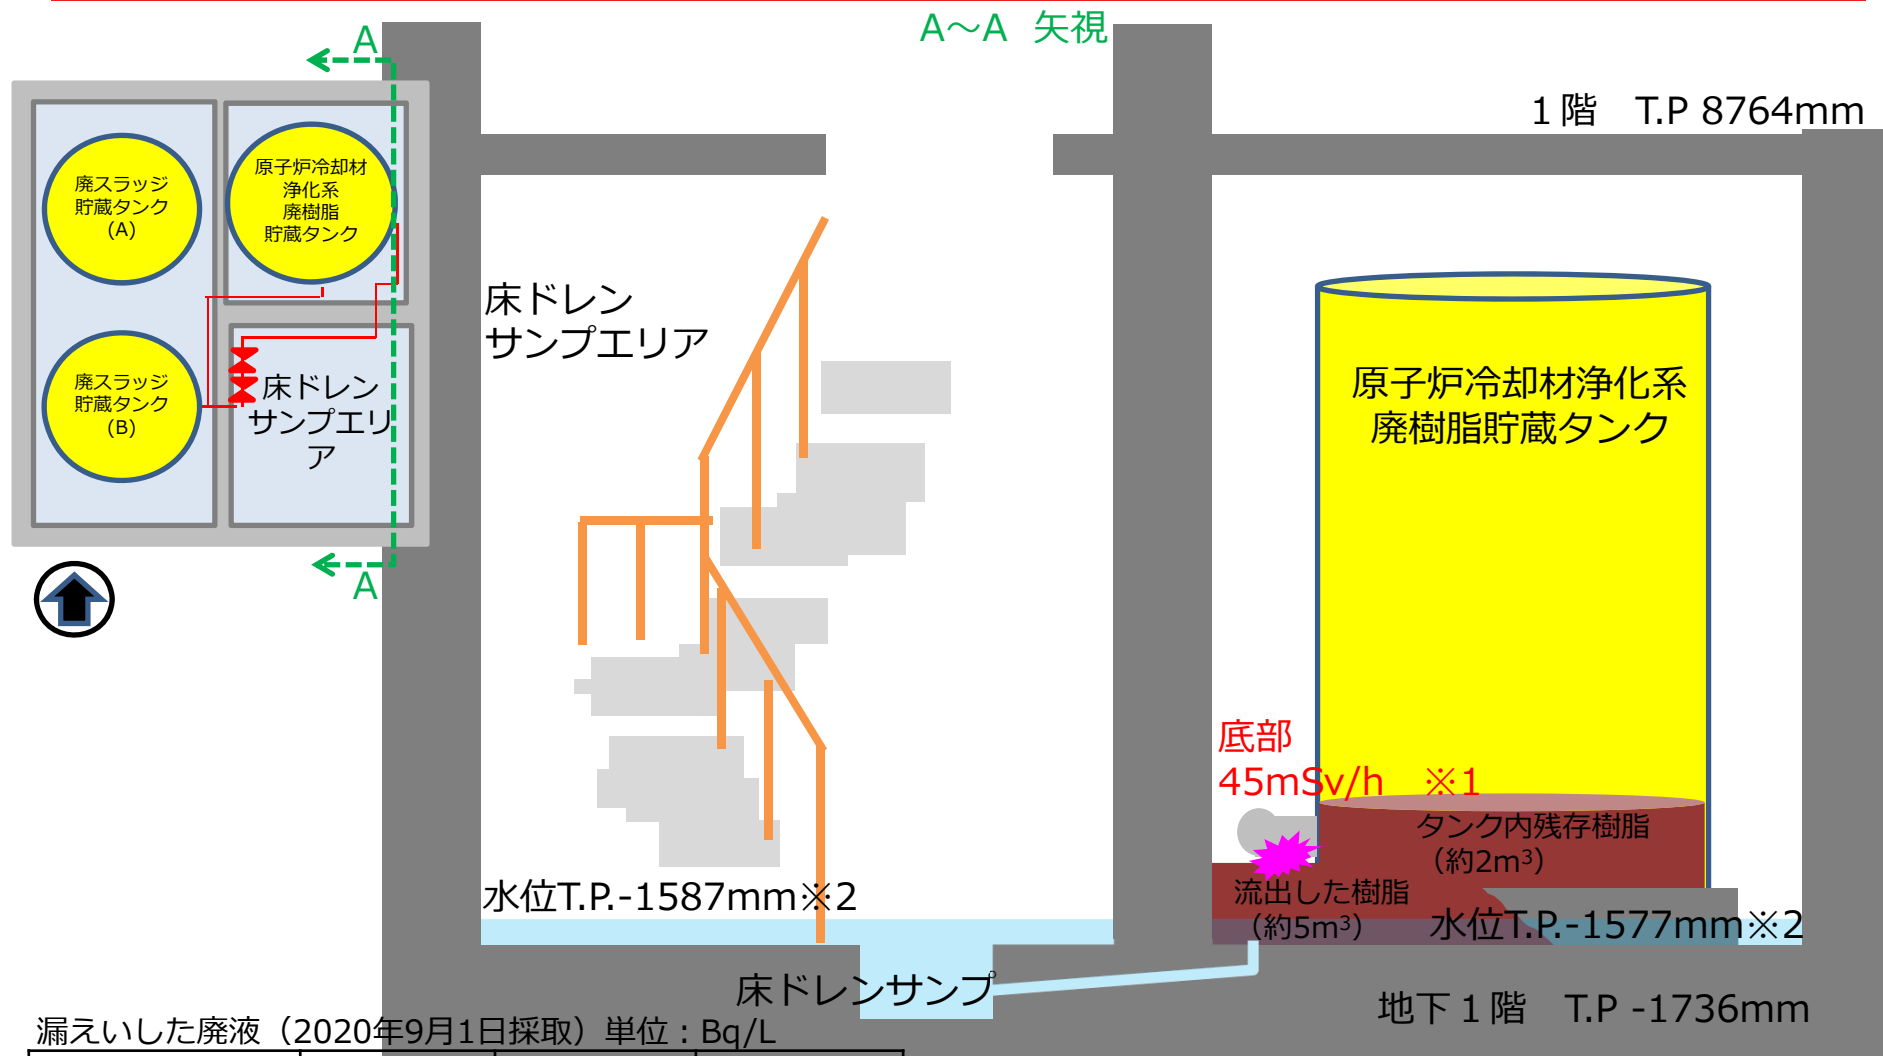 A～A 矢視
A
1階 T.P 8764mm
廃スラッジ
貯蔵タンク
(A)
原子炉冷却材
浄化系
廃樹脂
貯蔵タンク
廃スラッジ
貯蔵タンク
(B)
床ドレン
サンプエリ
ア
A
床ドレン
サンプエリア
原子炉冷却材浄化系
廃樹脂貯蔵タンク
底部
45mSv/h ※1
タンク内残存樹脂
（約2m³）
流出した樹脂
（約5m³）
水位T.P.-1587mm※2
水位T.P.-1577mm※2
床ドレンサンプ
地下1階 T.P -1736mm
漏えいした廃液（2020年9月1日採取）単位：Bq/L